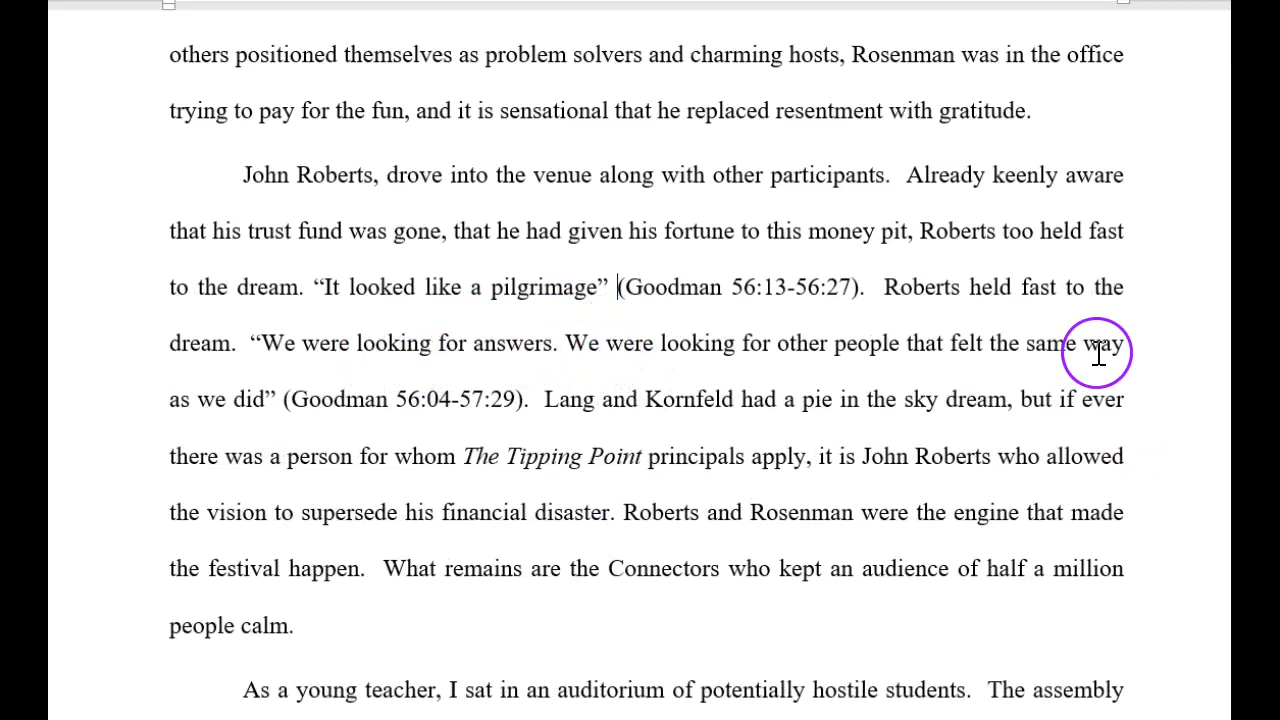 others positioned themselves as problem solvers and charming hosts, Rosenman was in the office
trying to pay for the fun, and it is sensational that he replaced resentment with gratitude.
John Roberts, drove into the venue along with other participants.  Already keenly aware
that his trust fund was gone, that he had given his fortune to this money pit, Roberts too held fast
to the dream. “It looked like a pilgrimage” (Goodman 56:13-56:27).  Roberts held fast to the
dream.  “We were looking for answers. We were looking for other people that felt the same way
as we did” (Goodman 56:04-57:29).  Lang and Kornfeld had a pie in the sky dream, but if ever
there was a person for whom The Tipping Point principals apply, it is John Roberts who allowed
the vision to supersede his financial disaster. Roberts and Rosenman were the engine that made
the festival happen.  What remains are the Connectors who kept an audience of half a million
people calm.
As a young teacher, I sat in an auditorium of potentially hostile students.  The assembly